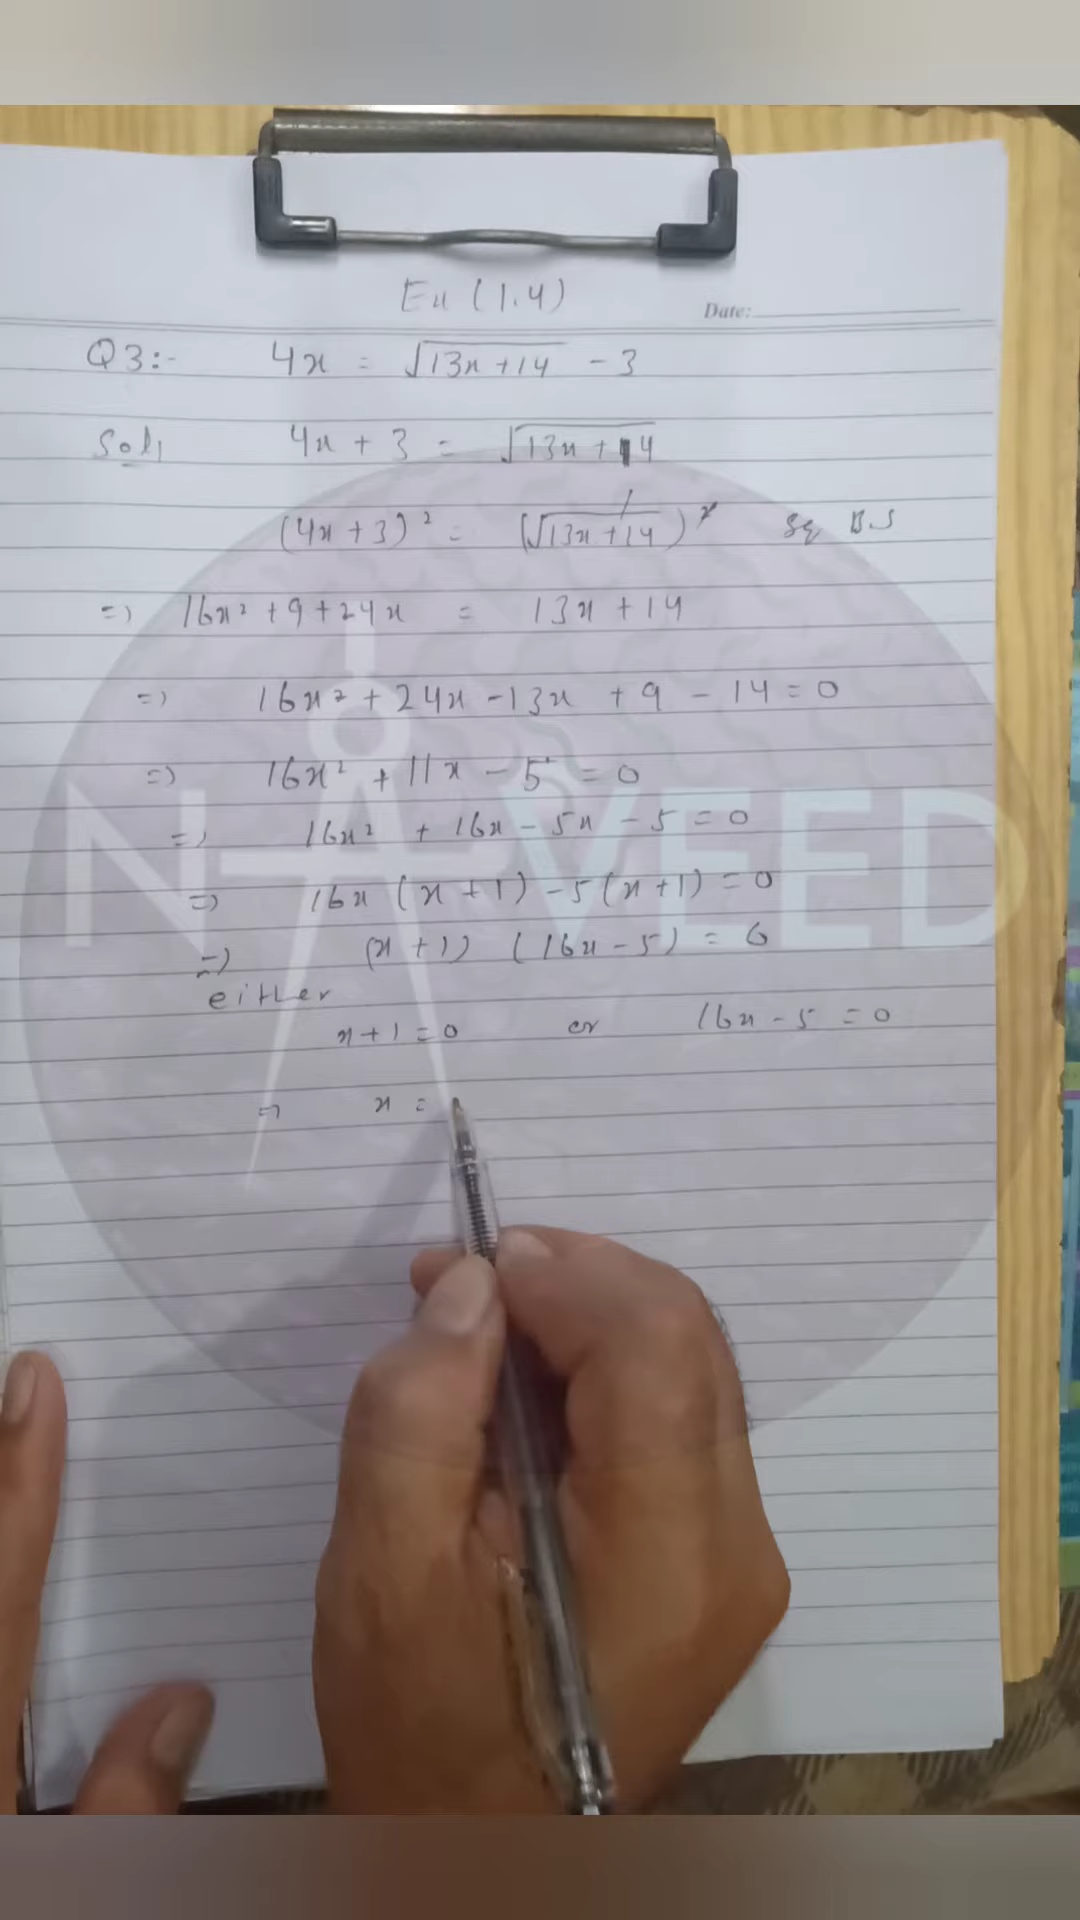 Ex (1.4)
Date:
Q3:- 4x = √13x+14 - 3
Sol, 4x + 3 = √13x + 14
(4x+3)² = (√13x+14)² Sq B.S
=) 16x² + 9 + 24x = 13x + 14
=) 16x² + 24x - 13x + 9 - 14 = 0
=) 16x² + 11x - 5 = 0
=) 16x² + 16x - 5x - 5 = 0
=) 16x (x + 1) - 5 (x + 1) = 0
=) (x + 1) (16x - 5) = 0
either
x + 1 = 0 or 16x - 5 = 0
=) x =
NAVEED